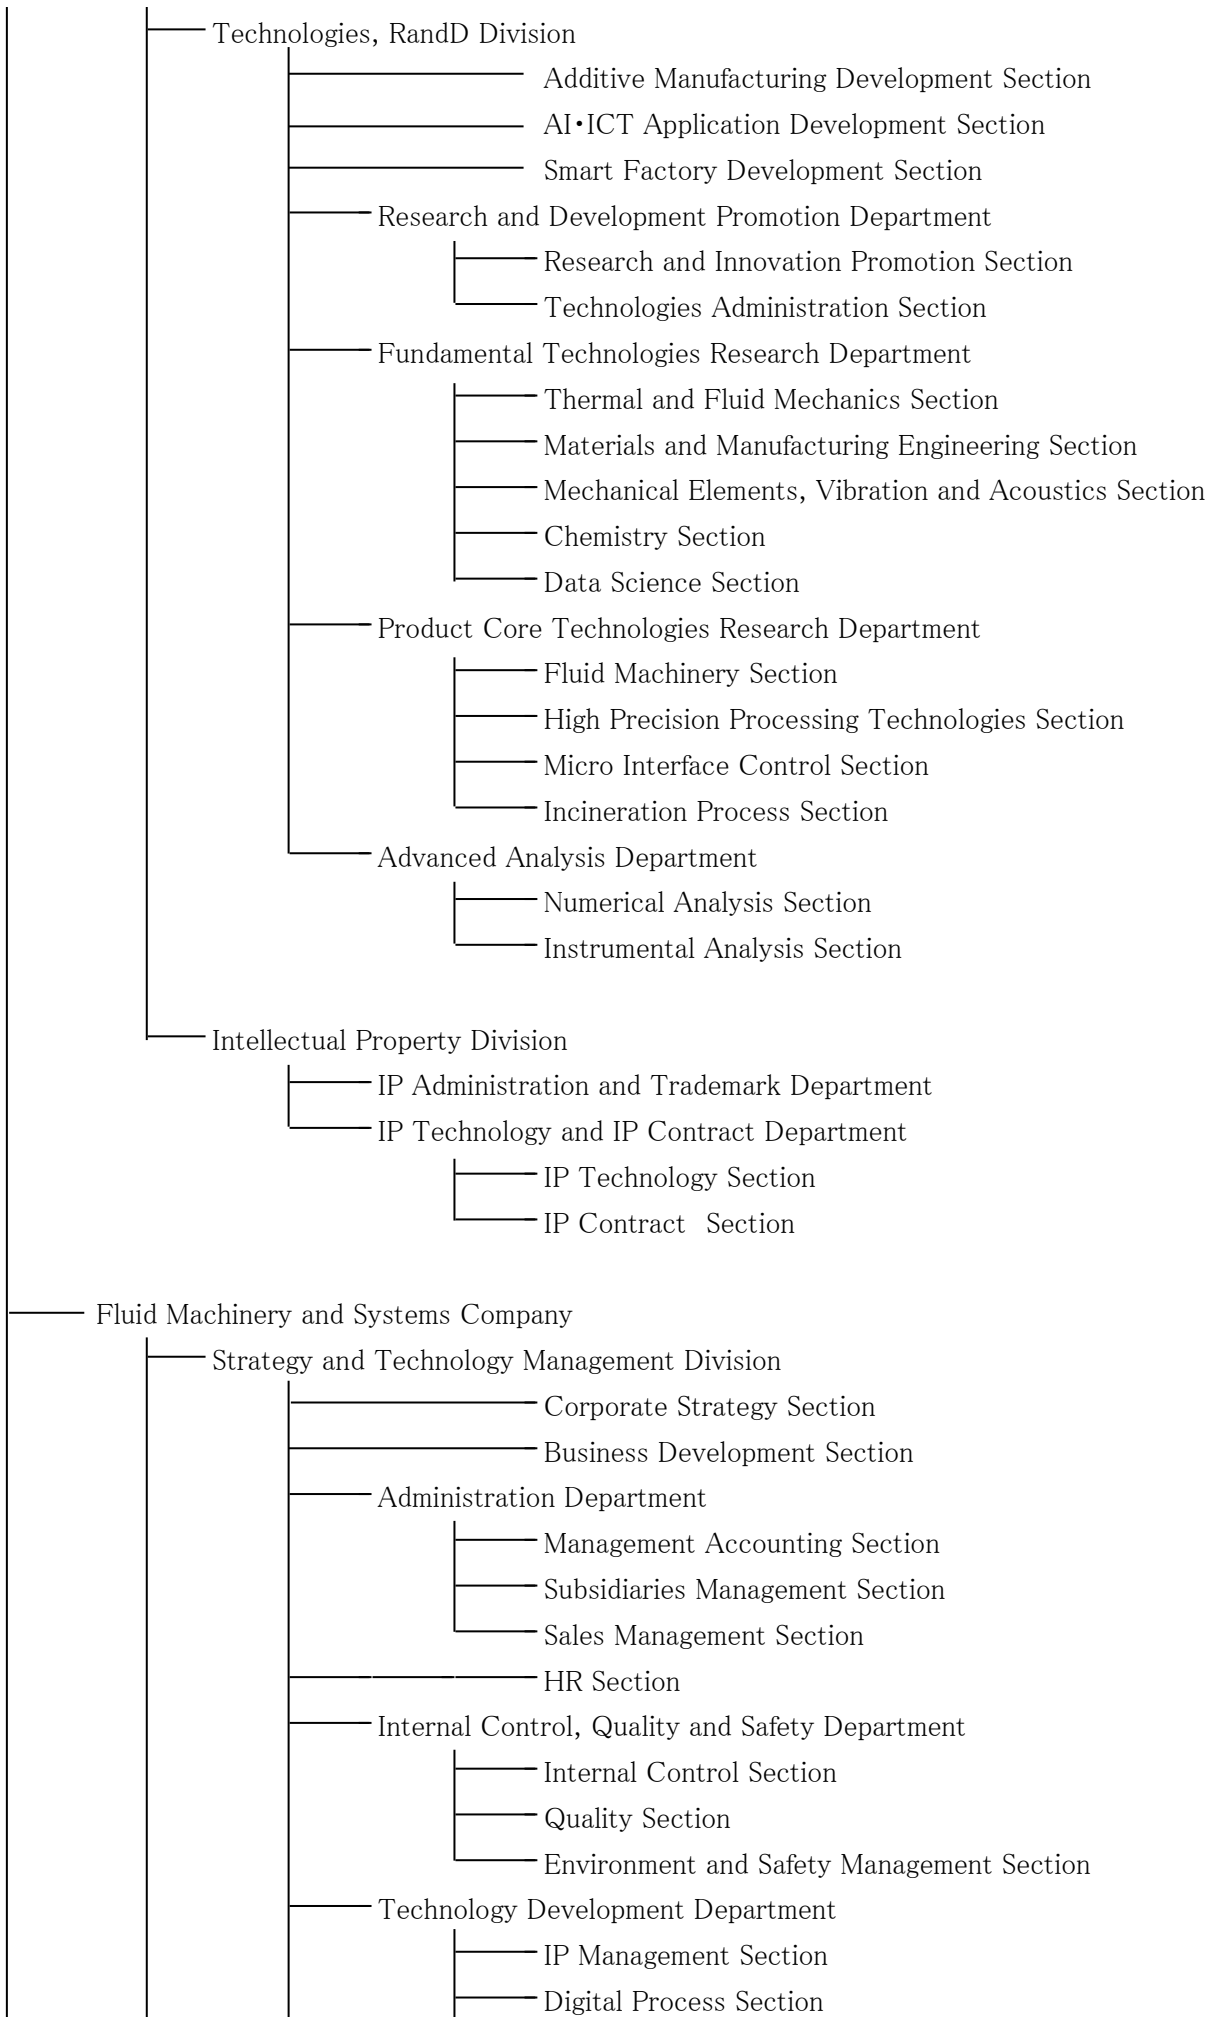 Technologies, RandD Division
Additive Manufacturing Development Section
AI・ICT Application Development Section
Smart Factory Development Section
Research and Development Promotion Department
Research and Innovation Promotion Section
Technologies Administration Section
Fundamental Technologies Research Department
Thermal and Fluid Mechanics Section
Materials and Manufacturing Engineering Section
Mechanical Elements, Vibration and Acoustics Section
Chemistry Section
Data Science Section
Product Core Technologies Research Department
Fluid Machinery Section
High Precision Processing Technologies Section
Micro Interface Control Section
Incineration Process Section
Advanced Analysis Department
Numerical Analysis Section
Instrumental Analysis Section
Intellectual Property Division
IP Administration and Trademark Department
IP Technology and IP Contract Department
IP Technology Section
IP Contract Section
Fluid Machinery and Systems Company
Strategy and Technology Management Division
Corporate Strategy Section
Business Development Section
Administration Department
Management Accounting Section
Subsidiaries Management Section
Sales Management Section
HR Section
Internal Control, Quality and Safety Department
Internal Control Section
Quality Section
Environment and Safety Management Section
Technology Development Department
IP Management Section
Digital Process Section